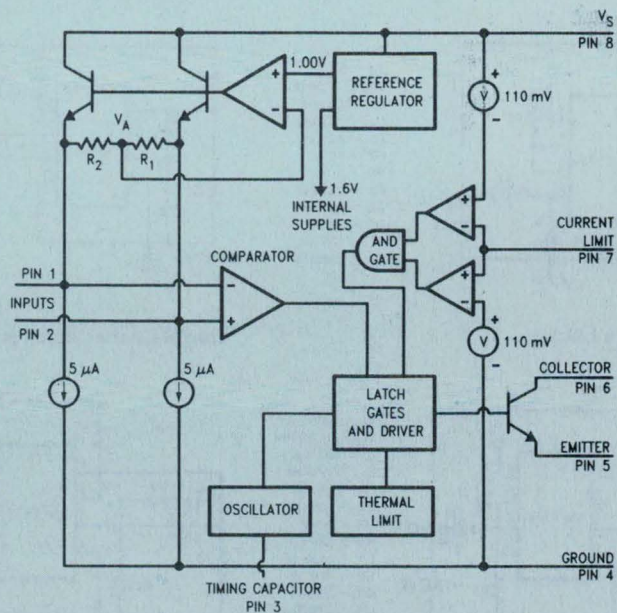 V_S
PIN 8
1.00V
REFERENCE
REGULATOR
+
V
110 mV
−
+
−
V_A
R_2
R_1
1.6V
INTERNAL
SUPPLIES
+
−
AND
GATE
CURRENT
LIMIT
PIN 7
+
−
COMPARATOR
PIN 1
−
INPUTS
+
PIN 2
+
V
110 mV
−
5 μA
5 μA
COLLECTOR
PIN 6
LATCH
GATES
AND DRIVER
EMITTER
PIN 5
OSCILLATOR
THERMAL
LIMIT
GROUND
PIN 4
TIMING CAPACITOR
PIN 3